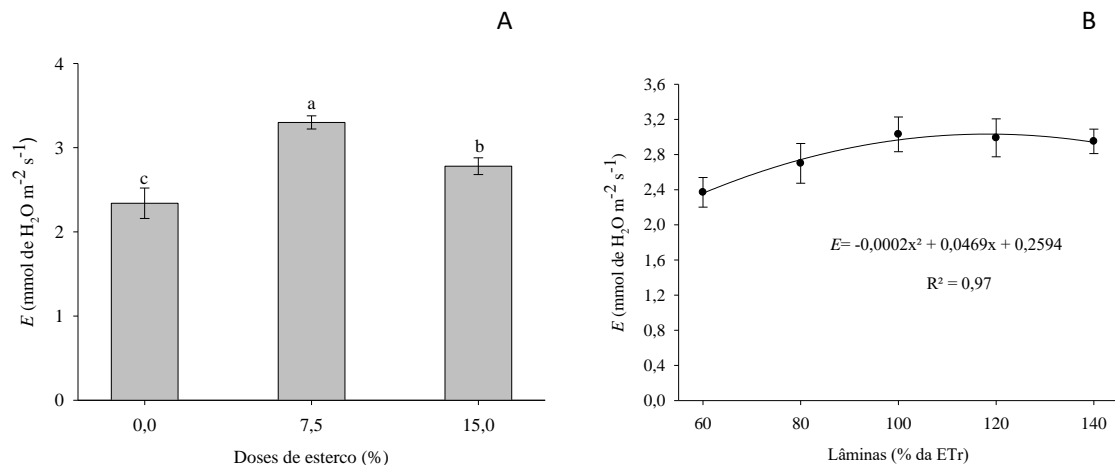 A
4
3
2
1
0
E (mmol de H₂O m⁻² s⁻¹)
c
a
b
0,0
7,5
15,0
Doses de esterco (%)
B
3,6
3,2
2,8
2,4
2,0
1,6
1,2
0,8
0,4
0,0
E (mmol de H₂O m⁻² s⁻¹)
E= -0,0002x² + 0,0469x + 0,2594
R² = 0,97
60
80
100
120
140
Lâminas (% da ETr)